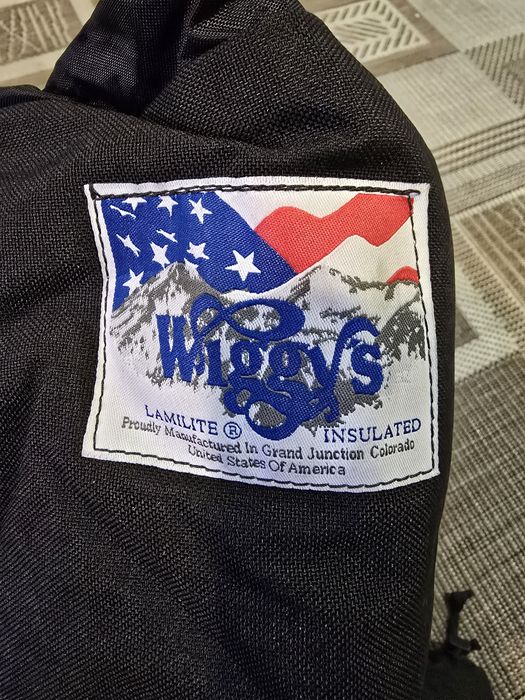 Wiggy's
LAMILITE ® INSULATED
Proudly Manufactured In Grand Junction Colorado
United States Of America